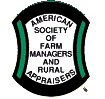 AMERICAN
SOCIETY
OF FARM
MANAGERS
AND
RURAL
APPRAISERS